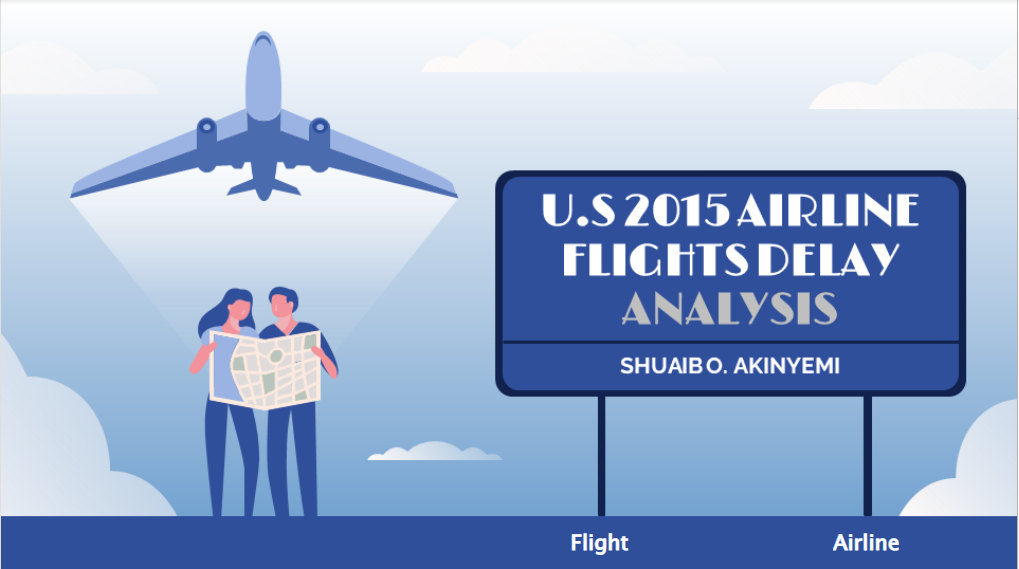 U.S 2015 AIRLINE
FLIGHTS DELAY
ANALYSIS
SHUAIB O. AKINYEMI
Flight Airline